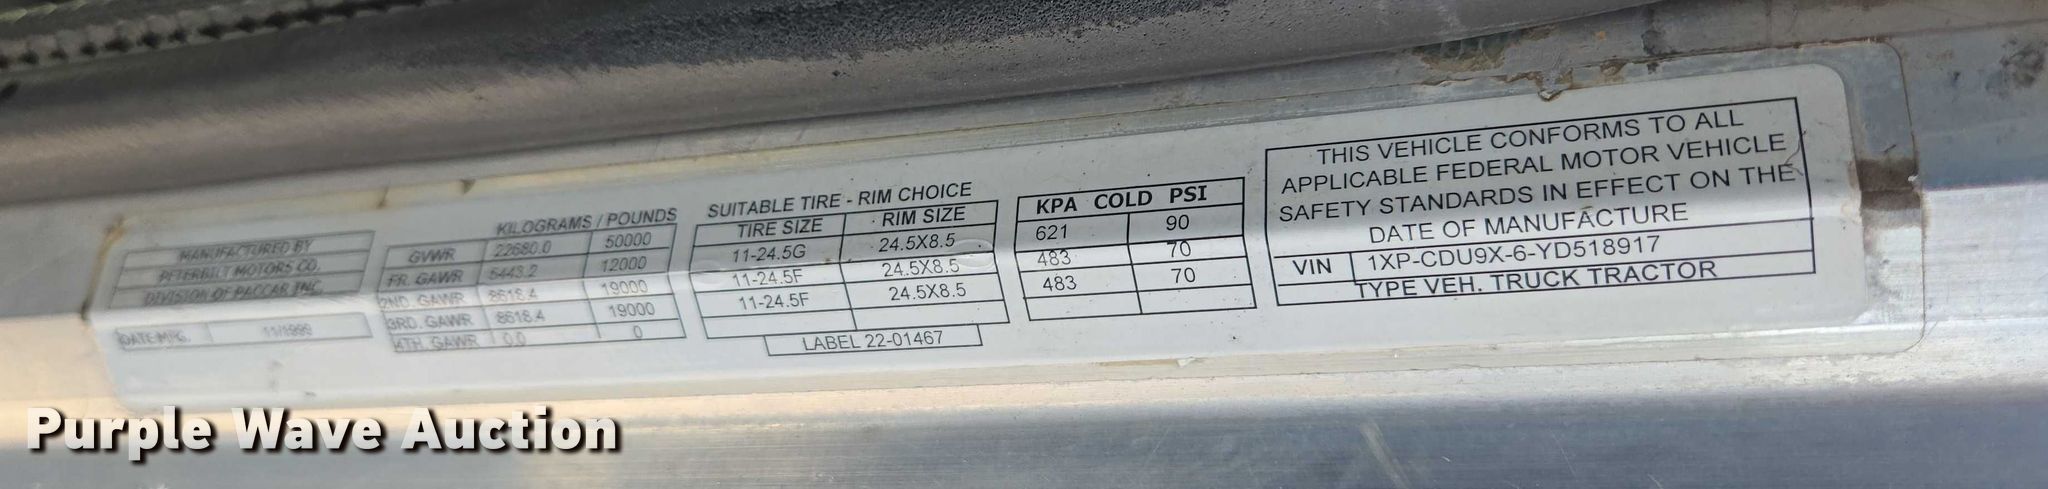 MANUFACTURED BY
PETERBILT MOTORS CO.
DIVISION OF PACCAR INC.
DATE MFG. 11/1999
KILOGRAMS / POUNDS
GVWR 22680.0 50000
FR. GAWR 5443.2 12000
2ND. GAWR 8618.4 19000
3RD. GAWR 8618.4 19000
4TH. GAWR 0.0 0
SUITABLE TIRE - RIM CHOICE
TIRE SIZE RIM SIZE
11-24.5G 24.5X8.5
11-24.5F 24.5X8.5
11-24.5F 24.5X8.5
LABEL 22-01467
KPA COLD PSI
621 90
483 70
483 70
THIS VEHICLE CONFORMS TO ALL
APPLICABLE FEDERAL MOTOR VEHICLE
SAFETY STANDARDS IN EFFECT ON THE
DATE OF MANUFACTURE
VIN 1XP-CDU9X-6-YD518917
TYPE VEH. TRUCK TRACTOR
Purple Wave Auction